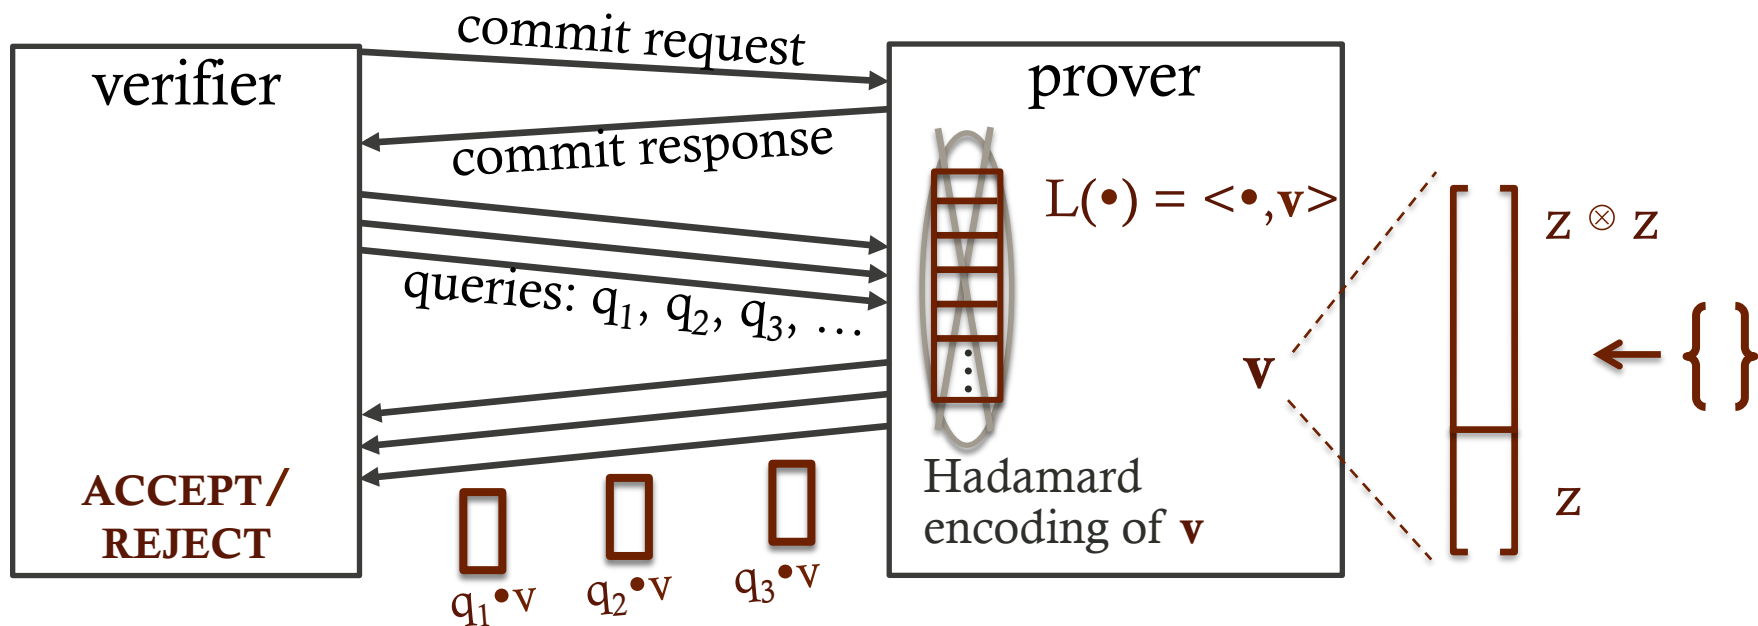 commit request
verifier
prover
commit response
L(•) = <•,v>
z ⊗ z
queries: q₁, q₂, q₃, …
v
{ }
ACCEPT/
REJECT
Hadamard
encoding of v
z
q₁•v
q₂•v
q₃•v